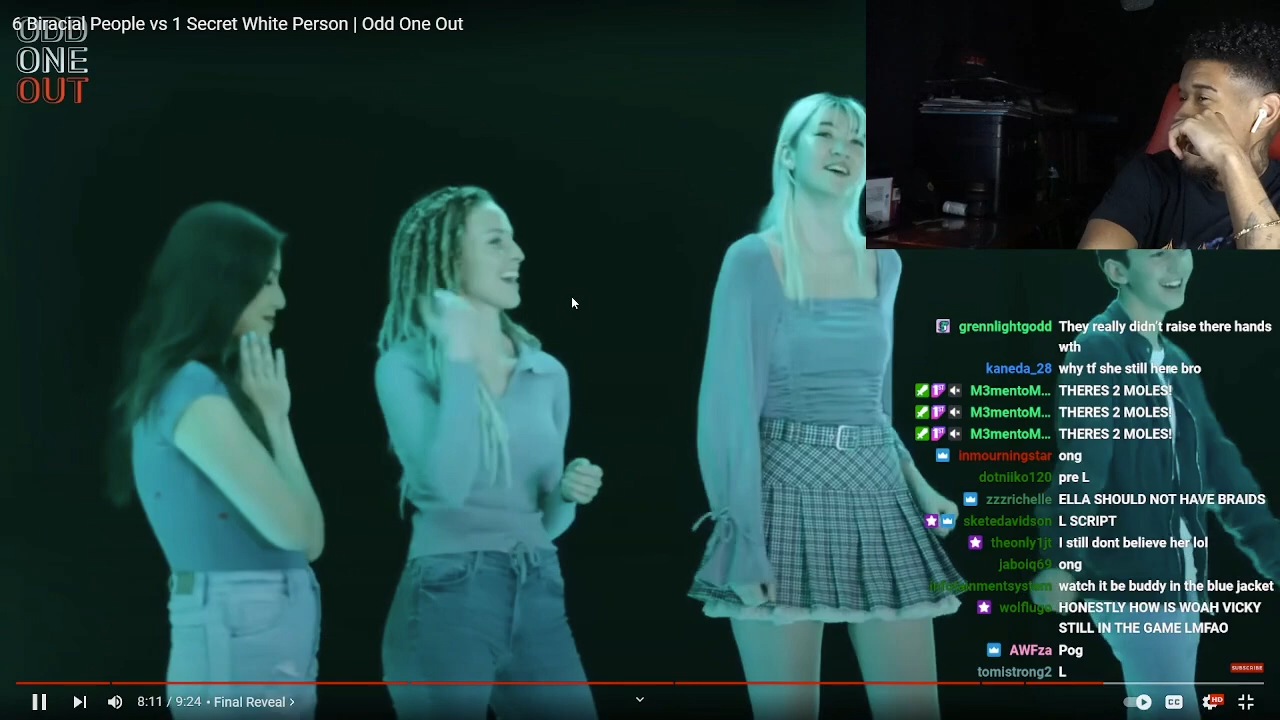 6 Biracial People vs 1 Secret White Person | Odd One Out
ODD
ONE
OUT
grennlightgodd They really didn't raise there hands
wth
kaneda_28 why tf she still here bro
M3mentoM... THERES 2 MOLES!
M3mentoM... THERES 2 MOLES!
M3mentoM... THERES 2 MOLES!
inmourningstar ong
dotniiko120 pre L
zzzrichelle ELLA SHOULD NOT HAVE BRAIDS
sketedavidson L SCRIPT
theonly1jt I still dont believe her lol
jaboiq69 ong
watch it be buddy in the blue jacket
wolflugo HONESTLY HOW IS WOAH VICKY
STILL IN THE GAME LMFAO
AWFza Pog
tomistrong2 L
SUBSCRIBE
8:11 / 9:24 • Final Reveal
CC
HD